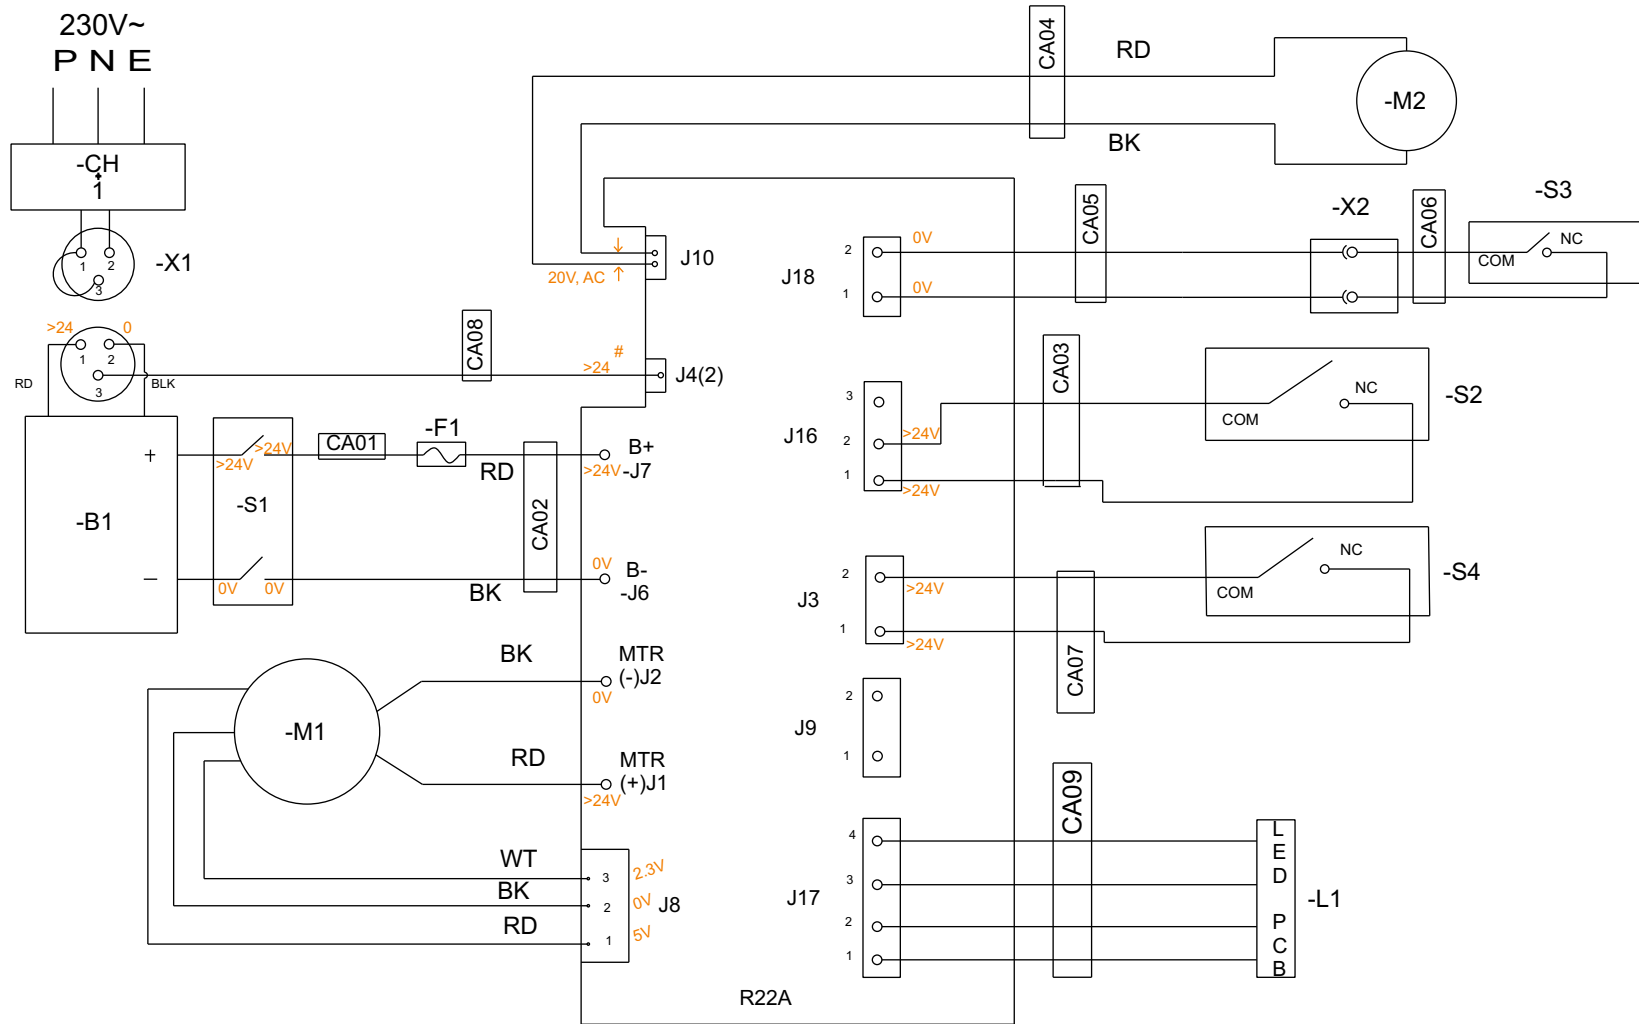 230V~
P N E
-CH
1
1 2
3
-X1
>24 0
1 2
3
RD
BLK
CA08
#
>24
J4(2)
20V, AC
J10
CA04
RD
BK
-M2
+
-B1
–
>24V
>24V
-S1
0V 0V
CA01
-F1
RD
CA02
BK
B+
>24V -J7
0V B-
-J6
-M1
BK
MTR
(-)J2
0V
RD
MTR
(+)J1
>24V
WT
BK
RD
3 2.3V
2 0V
1 5V
J8
R22A
J18
2 0V
1 0V
CA05
-X2
CA06
-S3
NC
COM
J16
3
2 >24V
1 >24V
CA03
NC
COM
-S2
J3
2 >24V
1 >24V
CA07
NC
COM
-S4
J9
2
1
J17
4
3
2
1
CA09
L
E
D
P
C
B
-L1